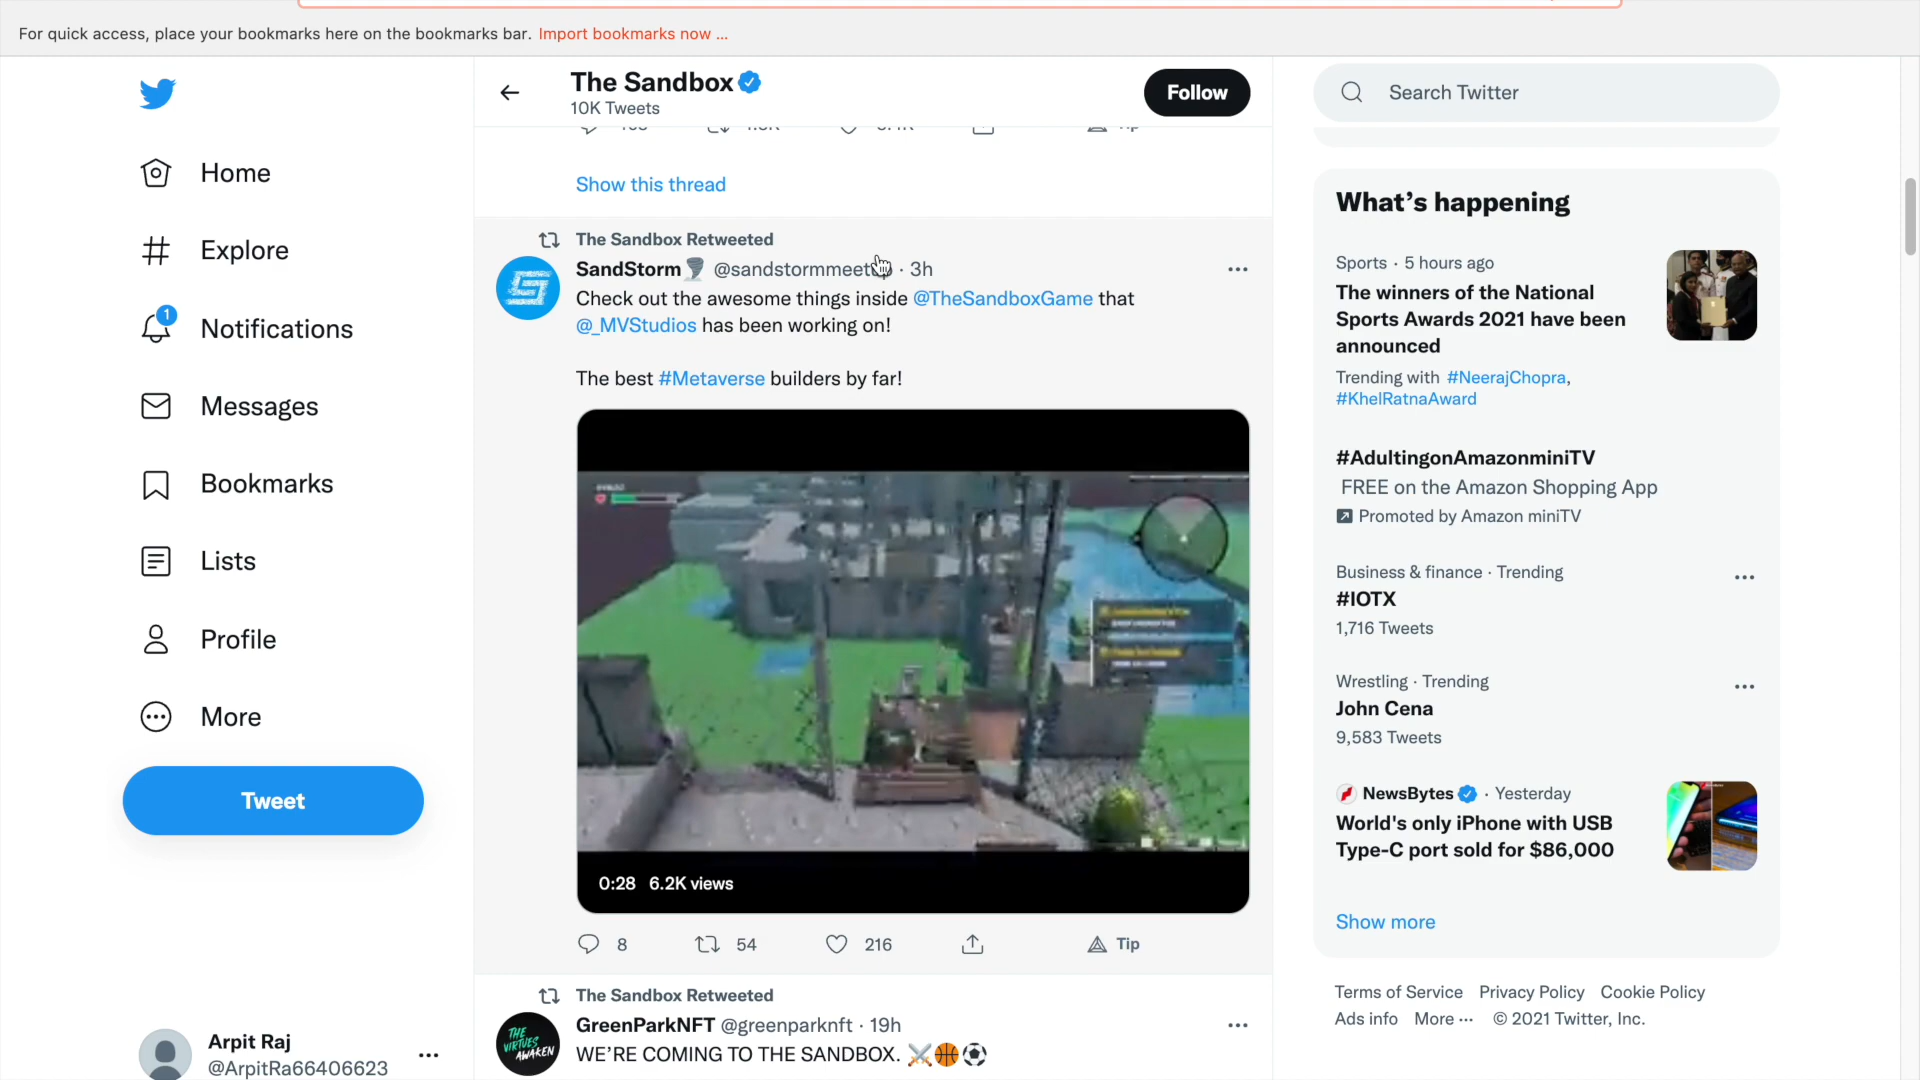 For quick access, place your bookmarks here on the bookmarks bar. Import bookmarks now ...
Home
Explore
1
Notifications
Messages
Bookmarks
Lists
Profile
More
Tweet
Arpit Raj
@ArpitRa66406623
The Sandbox
10K Tweets
Follow
Show this thread
The Sandbox Retweeted
SandStorm @sandstormmeetup · 3h
Check out the awesome things inside @TheSandboxGame that
@_MVStudios has been working on!
The best #Metaverse builders by far!
0:28 6.2K views
8 54 216 Tip
The Sandbox Retweeted
GreenParkNFT @greenparknft · 19h
THE VIRTUES AWAKEN
WE'RE COMING TO THE SANDBOX. ⚔️🏀⚽
Search Twitter
What's happening
Sports · 5 hours ago
The winners of the National
Sports Awards 2021 have been
announced
Trending with #NeerajChopra,
#KhelRatnaAward
#AdultingonAmazonminiTV
FREE on the Amazon Shopping App
Promoted by Amazon miniTV
Business & finance · Trending
#IOTX
1,716 Tweets
Wrestling · Trending
John Cena
9,583 Tweets
NewsBytes · Yesterday
World's only iPhone with USB
Type-C port sold for $86,000
Show more
Terms of Service Privacy Policy Cookie Policy
Ads info More ··· © 2021 Twitter, Inc.